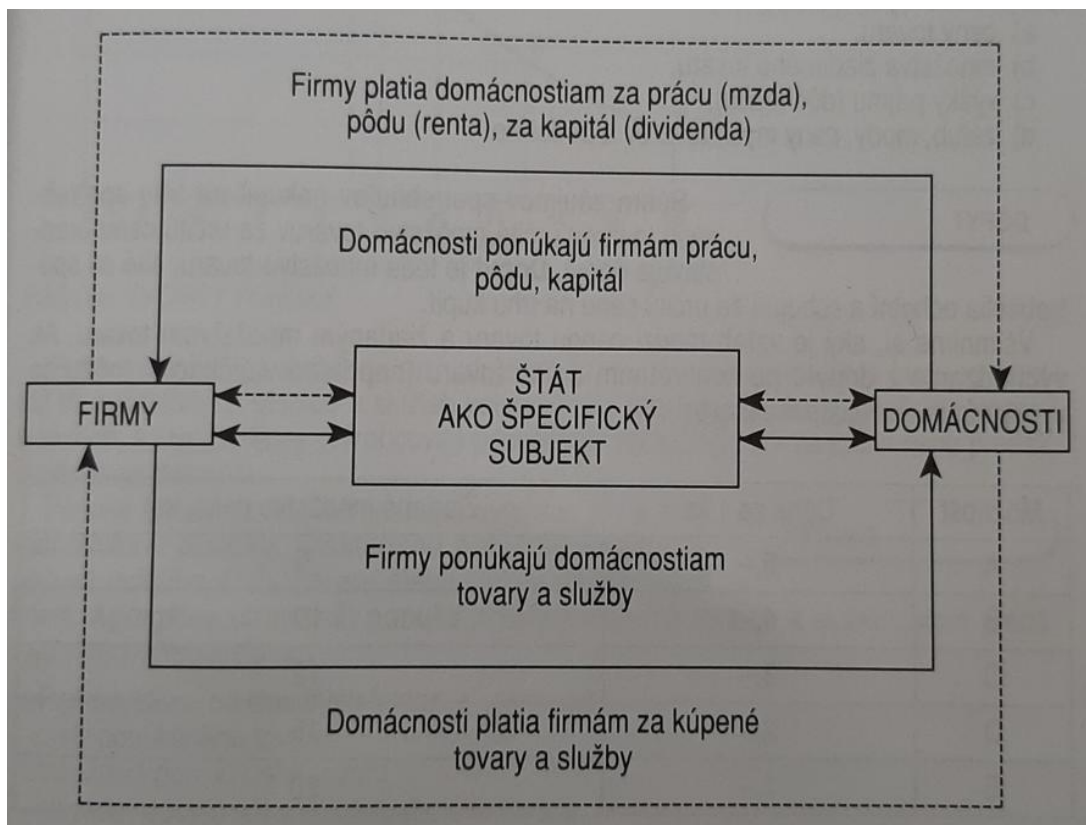 Firmy platia domácnostiam za prácu (mzda),
pôdu (renta), za kapitál (dividenda)
Domácnosti ponúkajú firmám prácu,
pôdu, kapitál
FIRMY
ŠTÁT
AKO ŠPECIFICKÝ
SUBJEKT
DOMÁCNOSTI
Firmy ponúkajú domácnostiam
tovary a služby
Domácnosti platia firmám za kúpené
tovary a služby